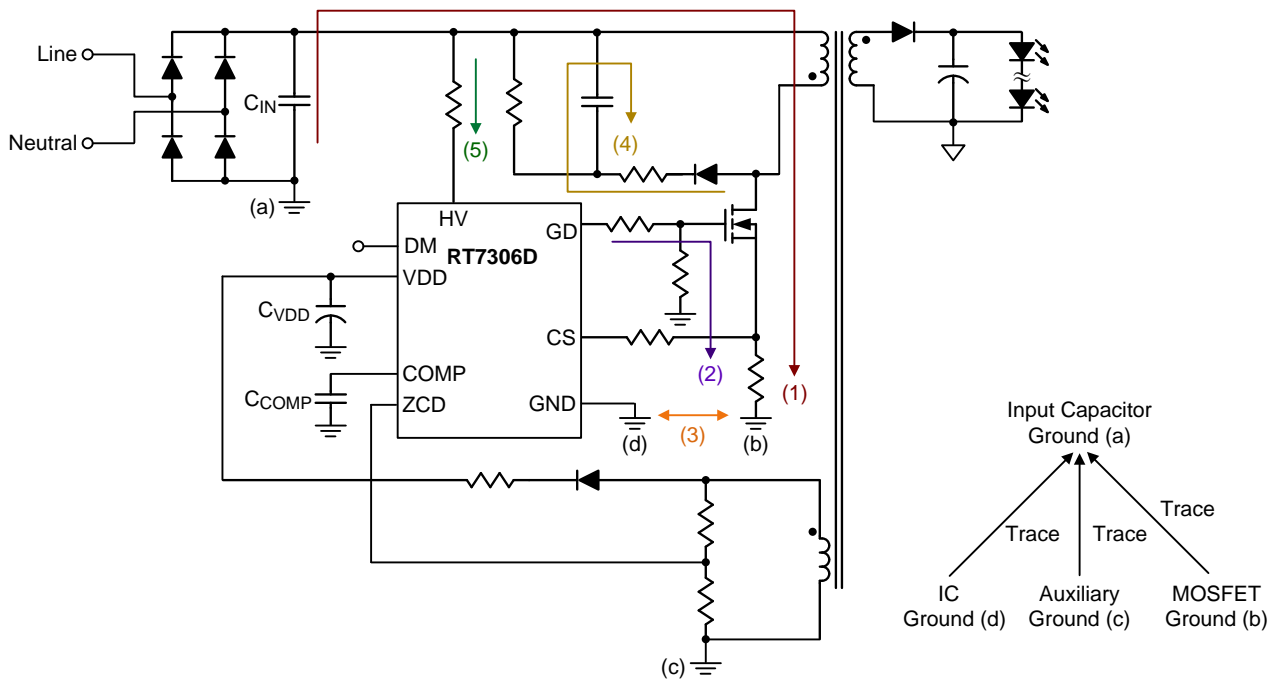 Line
Neutral
CIN
(a)
(5)
(4)
HV
DM
RT7306D
GD
VDD
CVDD
CS
(2)
(1)
COMP
CCOMP
ZCD
GND
(d)
(3)
(b)
(c)
Input Capacitor
Ground (a)
Trace
Trace
Trace
IC
Ground (d)
Auxiliary
Ground (c)
MOSFET
Ground (b)